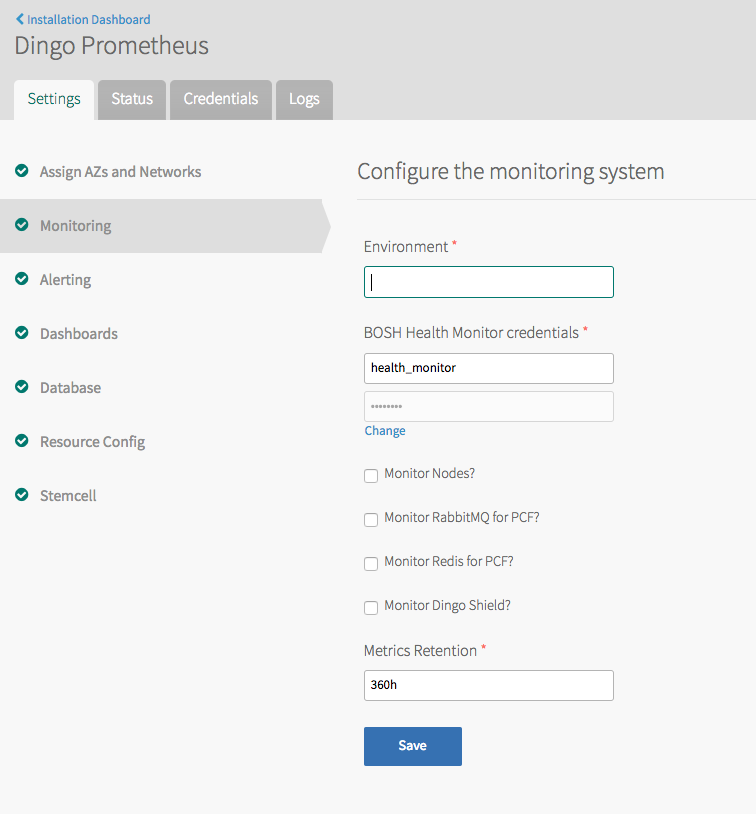 Installation Dashboard
Dingo Prometheus
Settings
Status
Credentials
Logs
Assign AZs and Networks
Monitoring
Alerting
Dashboards
Database
Resource Config
Stemcell
Configure the monitoring system
Environment *
BOSH Health Monitor credentials *
health_monitor
••••••••
Change
Monitor Nodes?
Monitor RabbitMQ for PCF?
Monitor Redis for PCF?
Monitor Dingo Shield?
Metrics Retention *
360h
Save